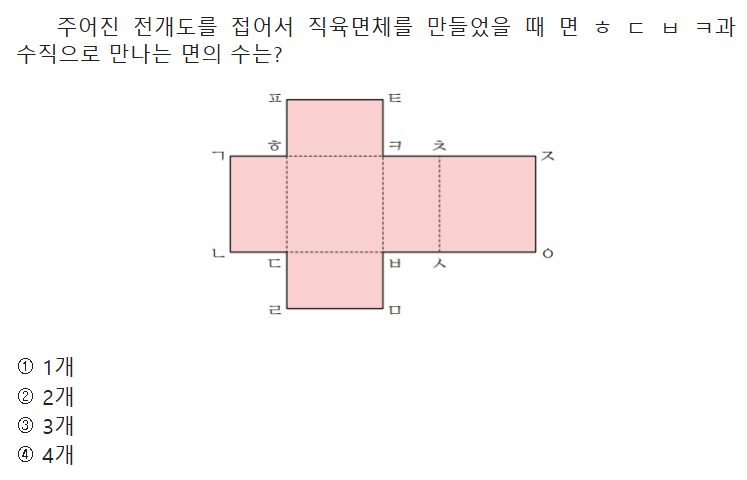 주어진 전개도를 접어서 직육면체를 만들었을 때 면 ㅎ ㄷ ㅂ ㅋ과
수직으로 만나는 면의 수는?
ㅍ ㅌ
ㄱ ㅎ ㅋ ㅊ ㅈ
ㄴ ㄷ ㅂ ㅅ ㅇ
ㄹ ㅁ
① 1개
② 2개
③ 3개
④ 4개